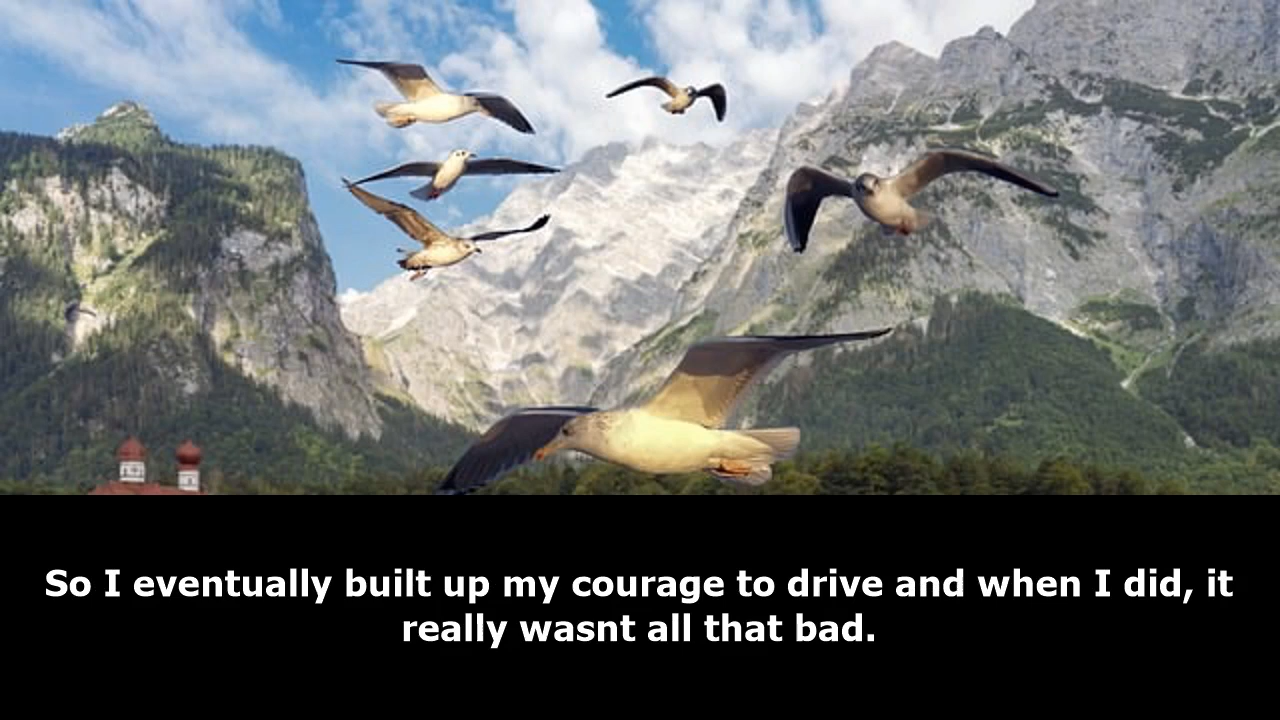 So I eventually built up my courage to drive and when I did, it
really wasnt all that bad.